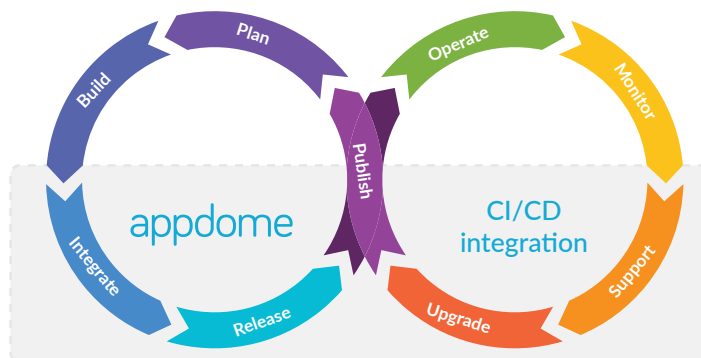 Plan
Build
Integrate
Release
Publish
Operate
Monitor
Support
Upgrade
appdome
CI/CD
integration